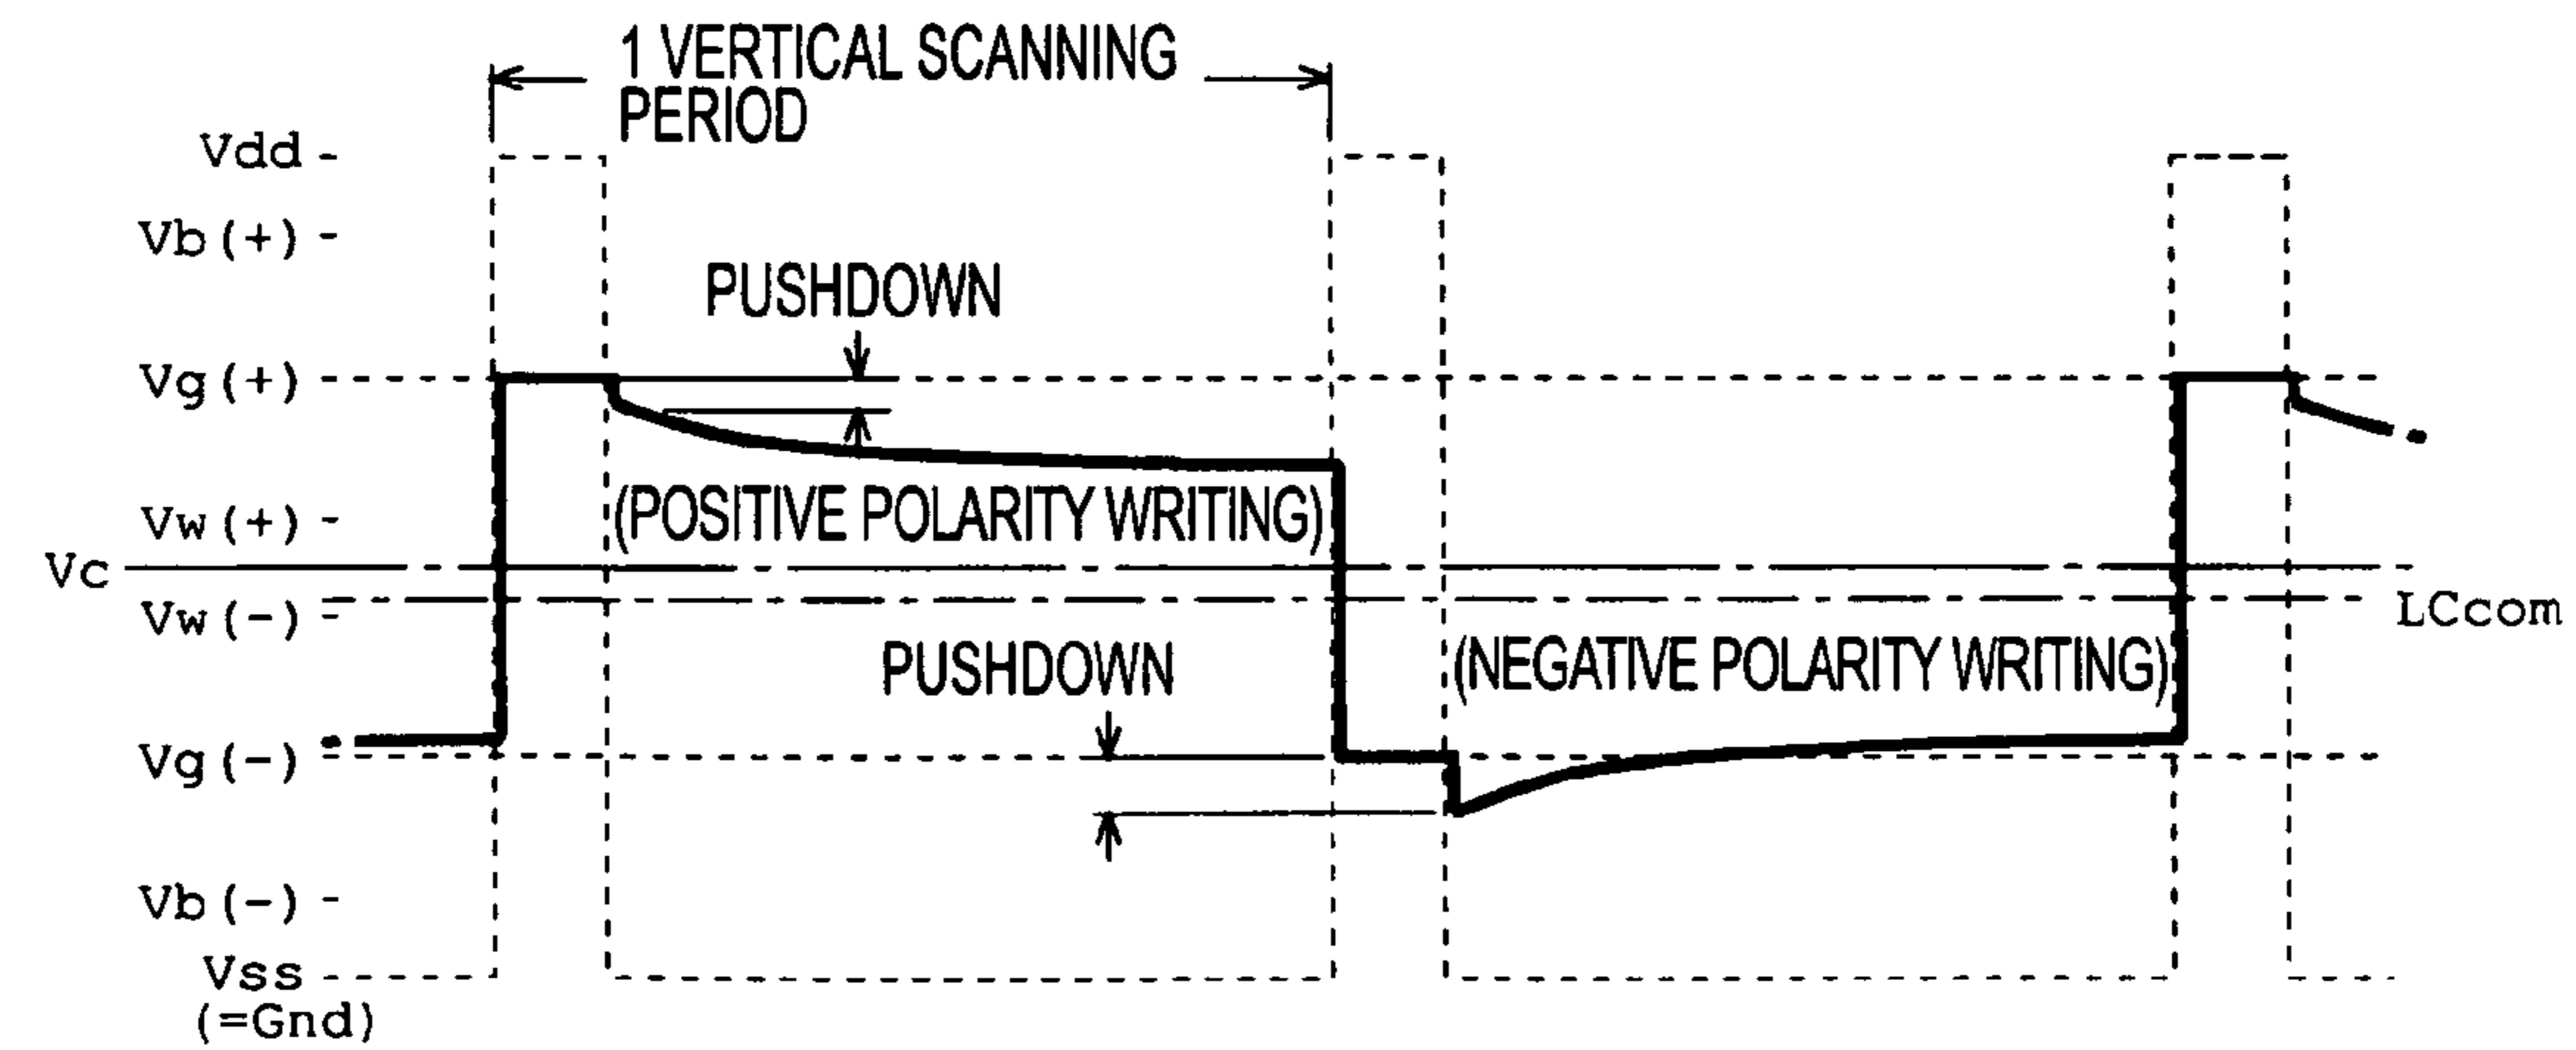 1 VERTICAL SCANNING
PERIOD
Vdd
Vb(+)
PUSHDOWN
Vg(+)
Vw(+)
(POSITIVE POLARITY WRITING)
Vc
Vw(-)
LCcom
PUSHDOWN
(NEGATIVE POLARITY WRITING)
Vg(-)
Vb(-)
Vss
(=Gnd)